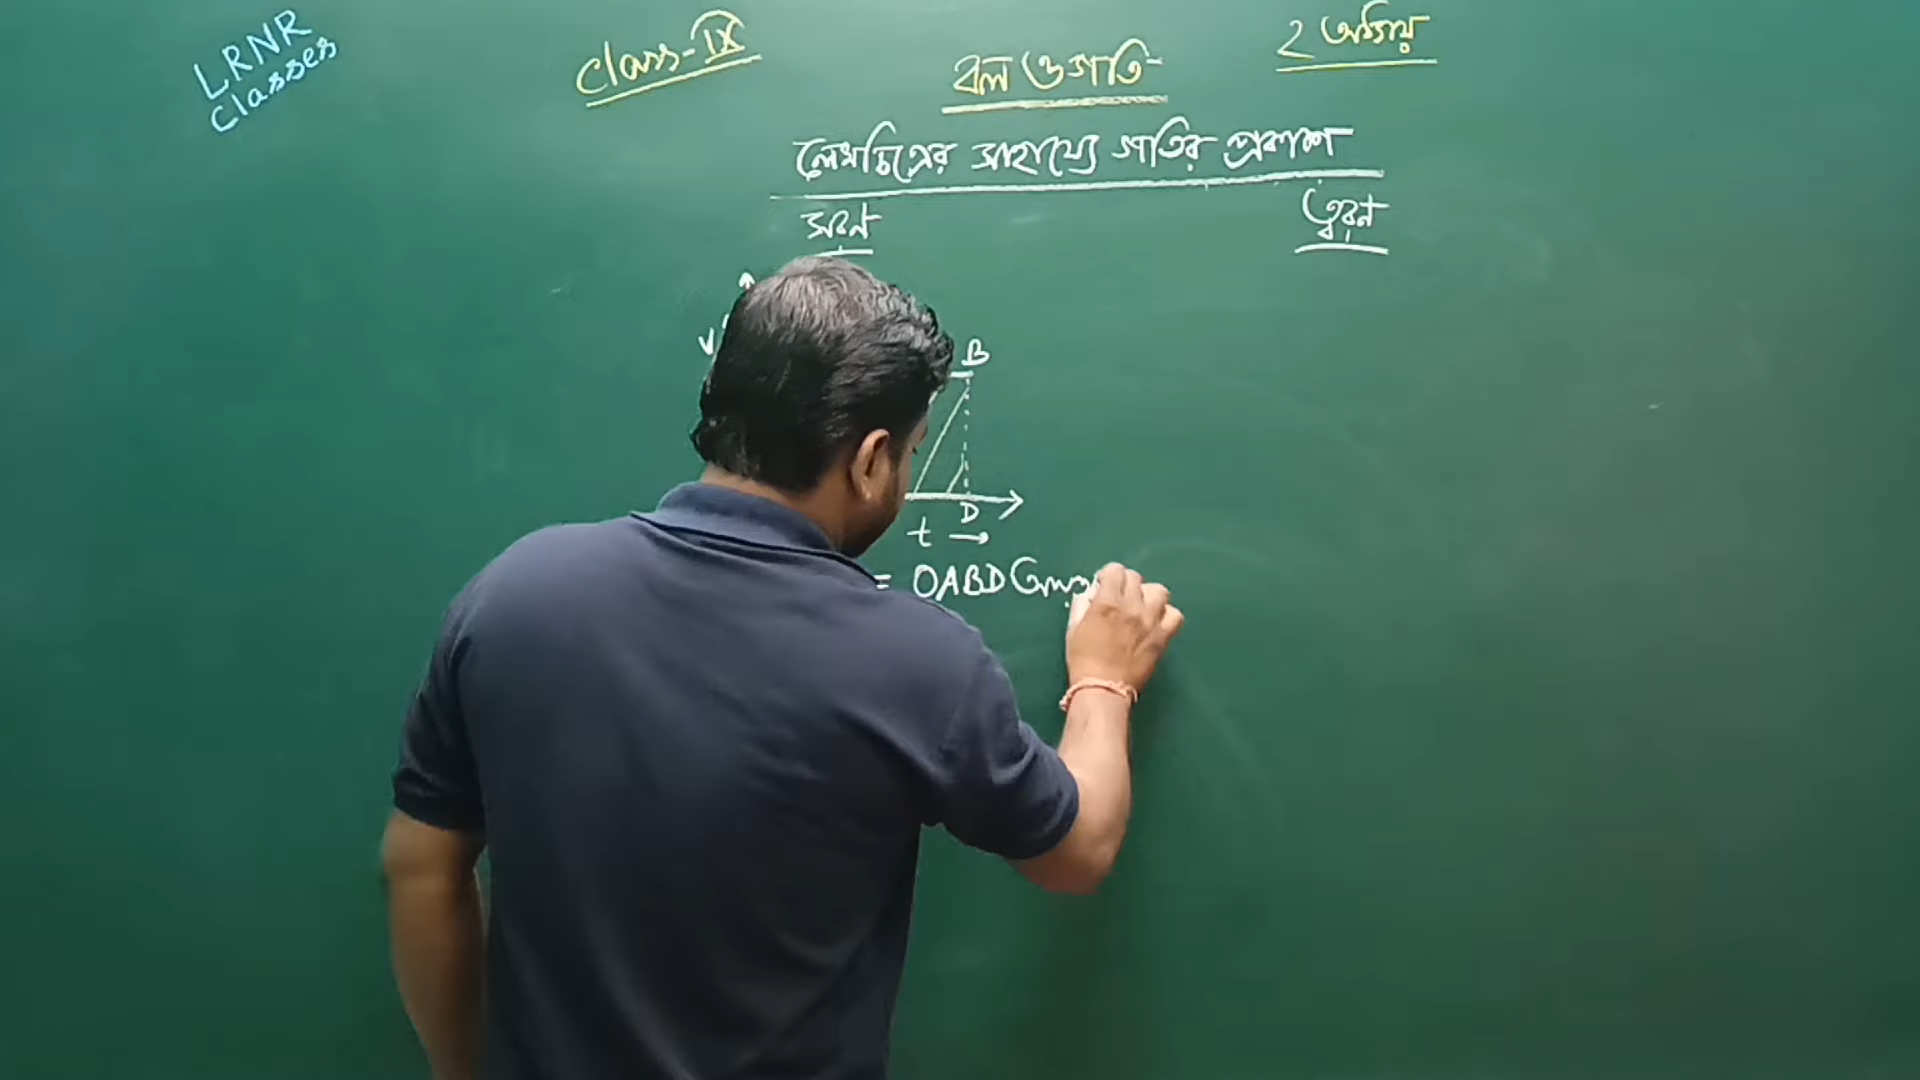 LRNR
Classes
Class-IX
বল ও গতি
2 অধ্যায়
লেখচিত্রের সাহায্যে গতির প্রকাশ
সরণ
ত্বরণ
V
B
D
t
= OABD